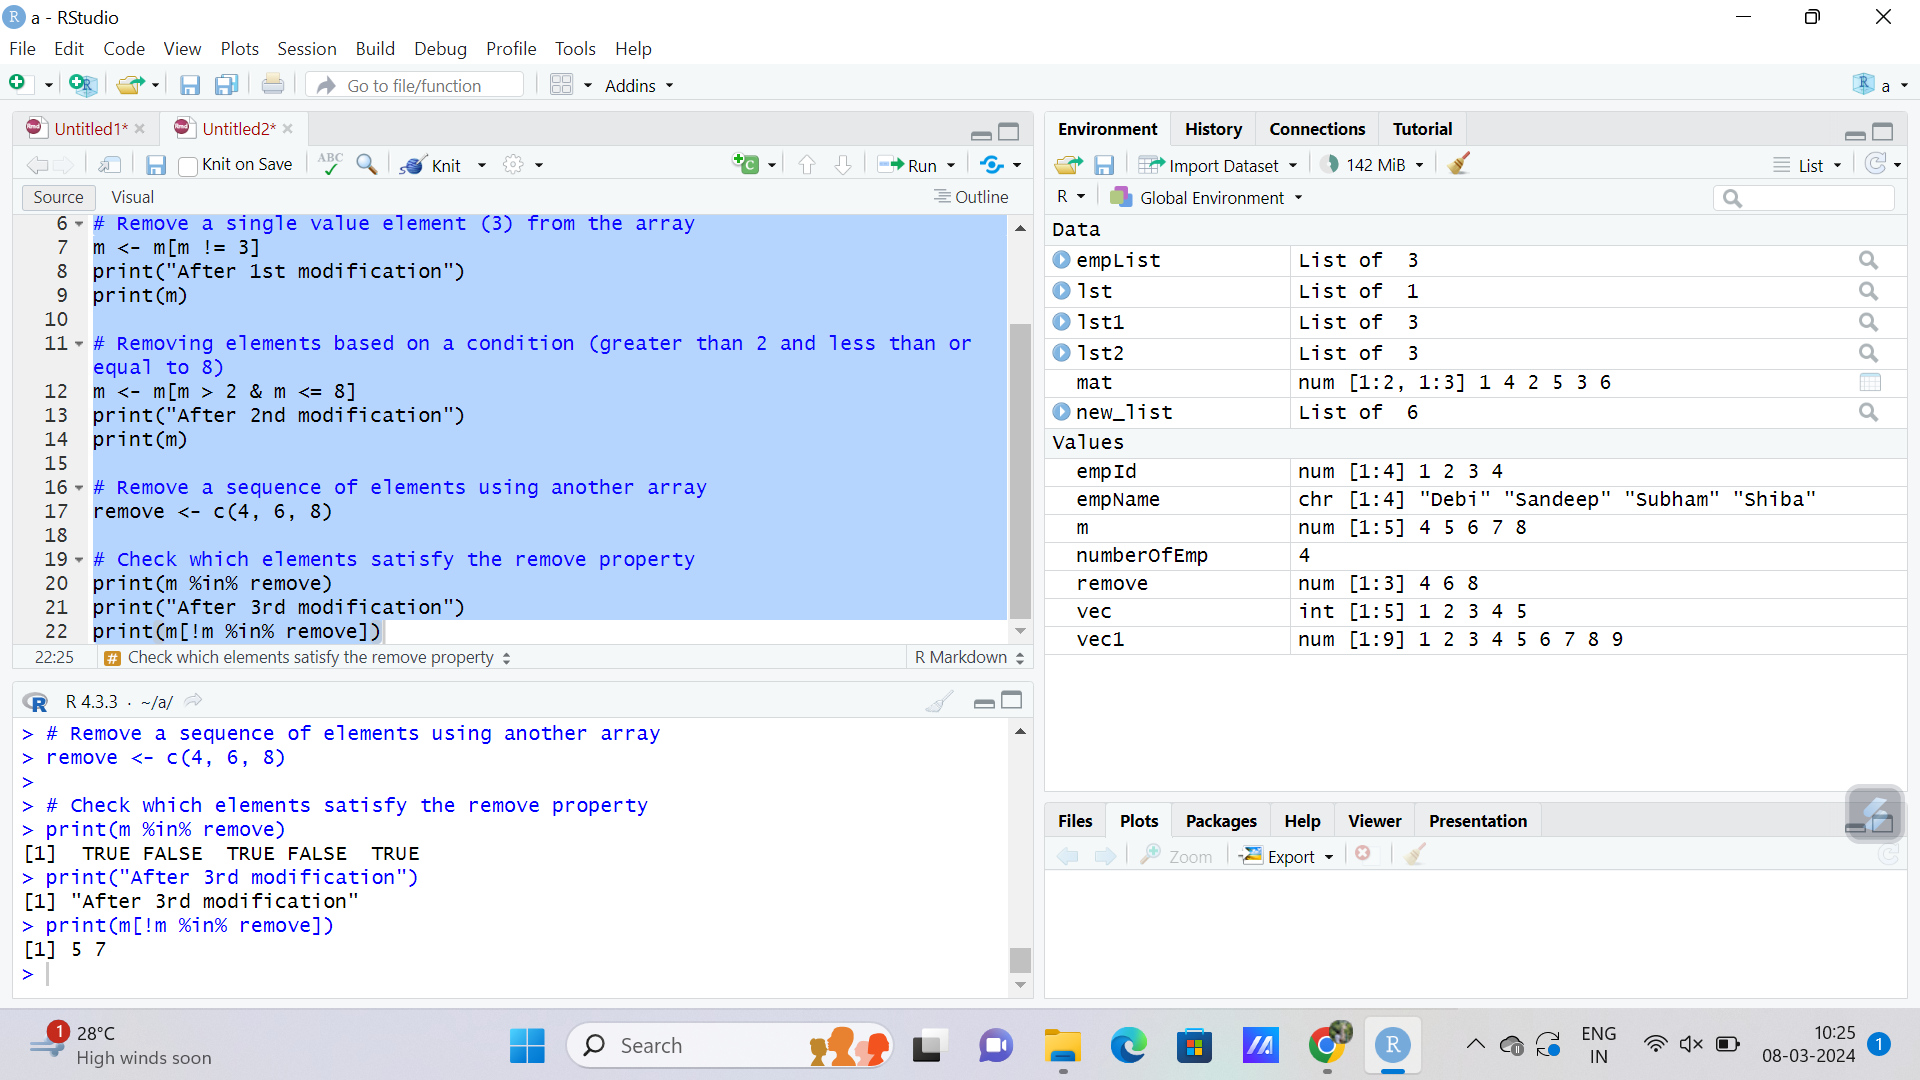 a - RStudio
File Edit Code View Plots Session Build Debug Profile Tools Help
Go to file/function
Addins
a
Untitled1*
Untitled2*
Knit on Save
ABC
Knit
Run
Source
Visual
Outline
6 # Remove a single value element (3) from the array
7 m <- m[m != 3]
8 print("After 1st modification")
9 print(m)
10
11 # Removing elements based on a condition (greater than 2 and less than or
equal to 8)
12 m <- m[m > 2 & m <= 8]
13 print("After 2nd modification")
14 print(m)
15
16 # Remove a sequence of elements using another array
17 remove <- c(4, 6, 8)
18
19 # Check which elements satisfy the remove property
20 print(m %in% remove)
21 print("After 3rd modification")
22 print(m[!m %in% remove])
22:25
# Check which elements satisfy the remove property
R Markdown
R R 4.3.3 · ~/a/
> # Remove a sequence of elements using another array
> remove <- c(4, 6, 8)
>
> # Check which elements satisfy the remove property
> print(m %in% remove)
[1]  TRUE FALSE  TRUE FALSE  TRUE
> print("After 3rd modification")
[1] "After 3rd modification"
> print(m[!m %in% remove])
[1] 5 7
>
Environment History Connections Tutorial
Import Dataset
142 MiB
List
R
Global Environment
Data
empList List of 3
lst List of 1
lst1 List of 3
lst2 List of 3
mat num [1:2, 1:3] 1 4 2 5 3 6
new_list List of 6
Values
empId num [1:4] 1 2 3 4
empName chr [1:4] "Debi" "Sandeep" "Subham" "Shiba"
m num [1:5] 4 5 6 7 8
numberOfEmp 4
remove num [1:3] 4 6 8
vec int [1:5] 1 2 3 4 5
vec1 num [1:9] 1 2 3 4 5 6 7 8 9
Files Plots Packages Help Viewer Presentation
Zoom
Export
1
28°C
High winds soon
Search
R
ENG
IN
10:25
08-03-2024
1